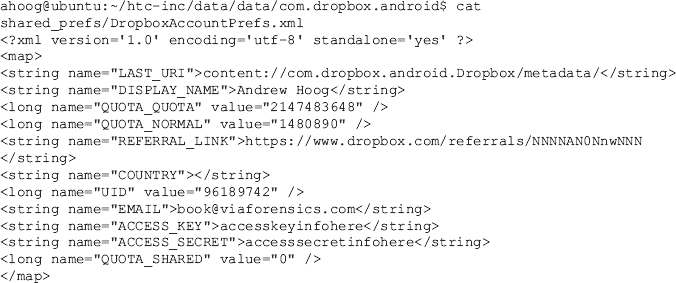 ahoog@ubuntu:~/htc-inc/data/data/com.dropbox.android$ cat
shared_prefs/DropboxAccountPrefs.xml
<?xml version='1.0' encoding='utf-8' standalone='yes' ?>
<map>
<string name="LAST_URI">content://com.dropbox.android.Dropbox/metadata/</string>
<string name="DISPLAY_NAME">Andrew Hoog</string>
<long name="QUOTA_QUOTA" value="2147483648" />
<long name="QUOTA_NORMAL" value="1480890" />
<string name="REFERRAL_LINK">https://www.dropbox.com/referrals/NNNNAN0NnwNNN
</string>
<string name="COUNTRY"></string>
<long name="UID" value="96189742" />
<string name="EMAIL">book@viaforensics.com</string>
<string name="ACCESS_KEY">accesskeyinfohere</string>
<string name="ACCESS_SECRET">accesssecretinfohere</string>
<long name="QUOTA_SHARED" value="0" />
</map>